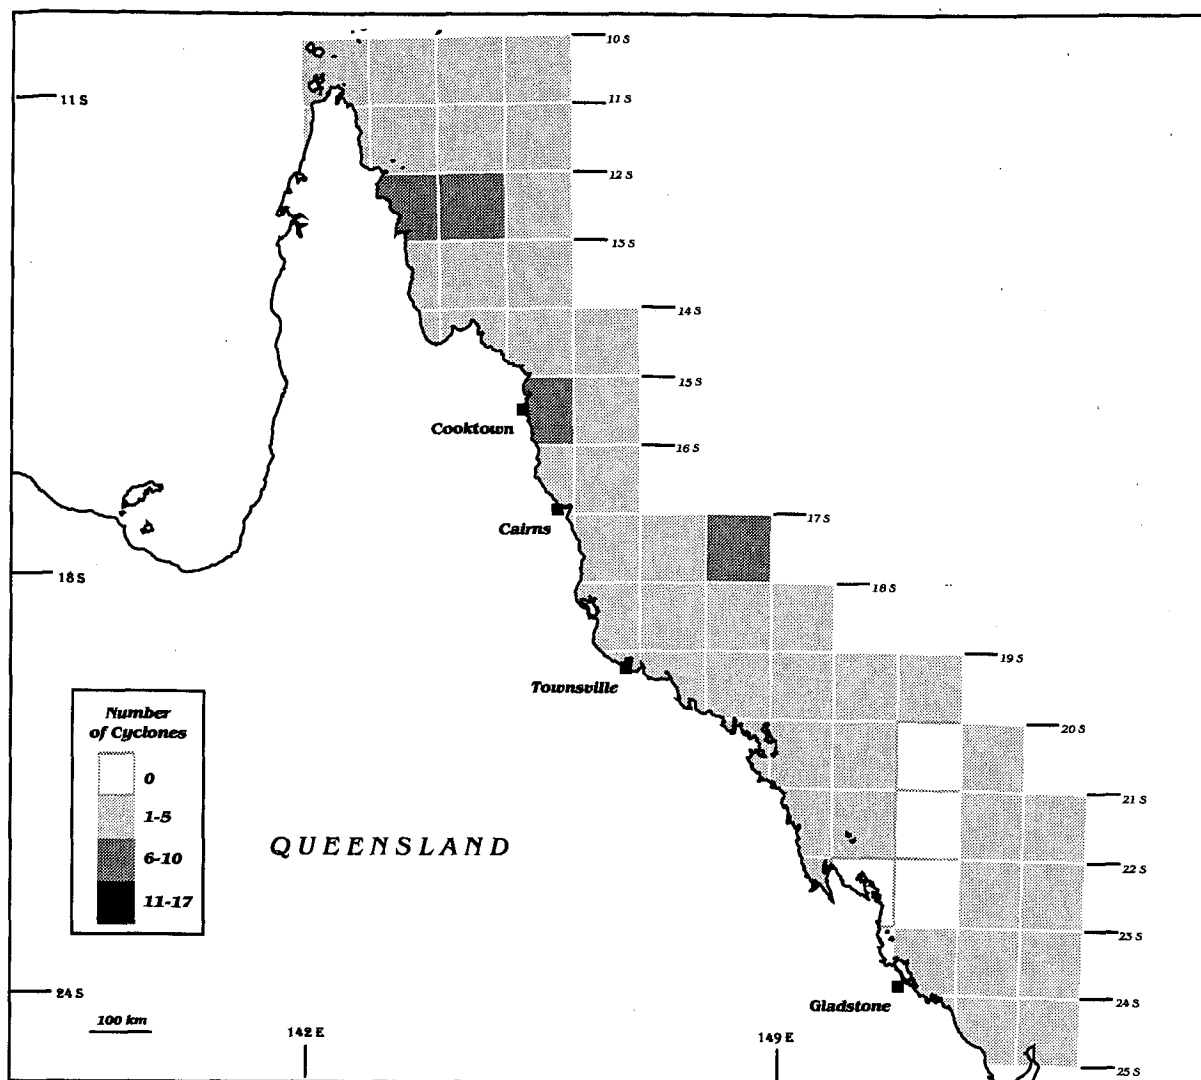 10 S
11 S
11 S
12 S
13 S
14 S
15 S
Cooktown
16 S
Cairns
17 S
18 S
18 S
19 S
Townsville
Number
of Cyclones
0
1-5
6-10
11-17
20 S
21 S
QUEENSLAND
22 S
23 S
24 S
24 S
Gladstone
100 km
142 E
149 E
25 S